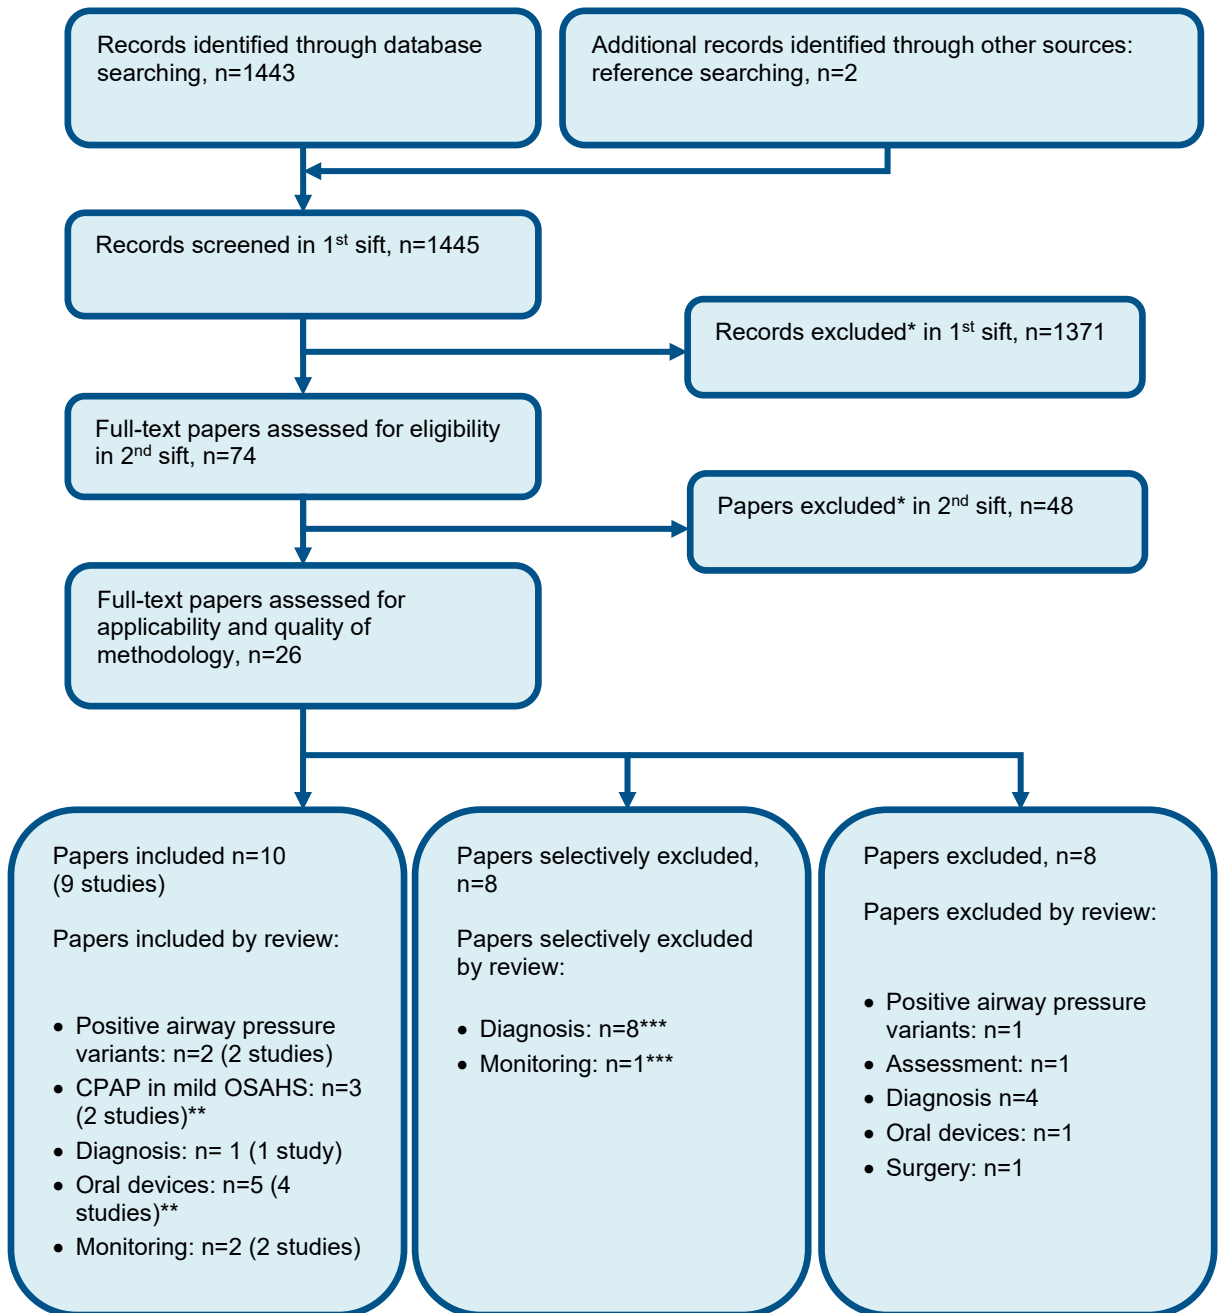 Records identified through database
searching, n=1443
Additional records identified through other sources:
reference searching, n=2
Records screened in 1st sift, n=1445
Records excluded* in 1st sift, n=1371
Full-text papers assessed for eligibility
in 2nd sift, n=74
Papers excluded* in 2nd sift, n=48
Full-text papers assessed for
applicability and quality of
methodology, n=26
Papers included n=10
(9 studies)
Papers included by review:
• Positive airway pressure
variants: n=2 (2 studies)
• CPAP in mild OSAHS: n=3
(2 studies)**
• Diagnosis: n= 1 (1 study)
• Oral devices: n=5 (4
studies)**
• Monitoring: n=2 (2 studies)
Papers selectively excluded,
n=8
Papers selectively excluded
by review:
• Diagnosis: n=8***
• Monitoring: n=1***
Papers excluded, n=8
Papers excluded by review:
• Positive airway pressure
variants: n=1
• Assessment: n=1
• Diagnosis n=4
• Oral devices: n=1
• Surgery: n=1